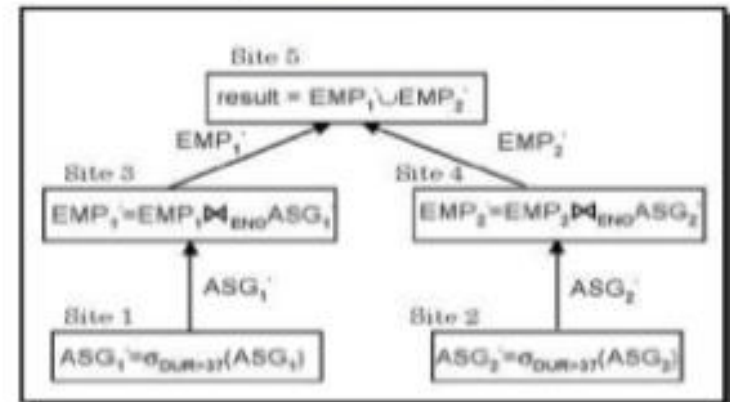 Site 5
result = EMP₁'∪EMP₂'
EMP₁'
EMP₂'
Site 3
Site 4
EMP₁'=EMP₁⋈ENOASG₁'
EMP₂'=EMP₂⋈ENOASG₂'
ASG₁'
ASG₂'
Site 1
Site 2
ASG₁'=σDUR>37(ASG₁)
ASG₂'=σDUR>37(ASG₂)